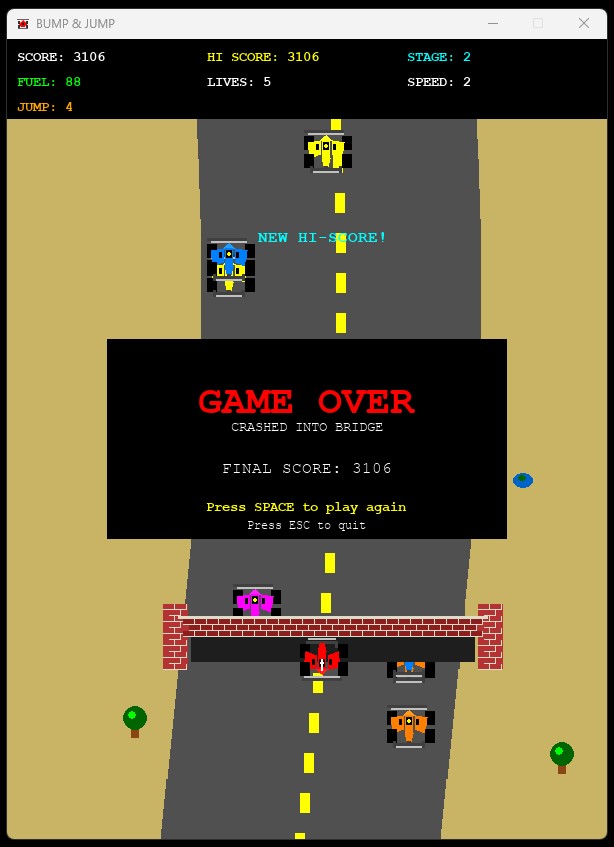 BUMP & JUMP
SCORE: 3106 HI SCORE: 3106 STAGE: 2
FUEL: 88 LIVES: 5 SPEED: 2
JUMP: 4
NEW HI-SCORE!
GAME OVER
CRASHED INTO BRIDGE
FINAL SCORE: 3106
Press SPACE to play again
Press ESC to quit